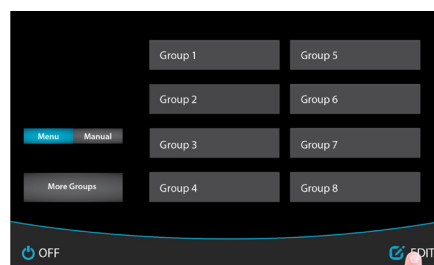 Group 1 Group 5
Group 2 Group 6
Menu Manual
Group 3 Group 7
More Groups
Group 4 Group 8
OFF
EDIT